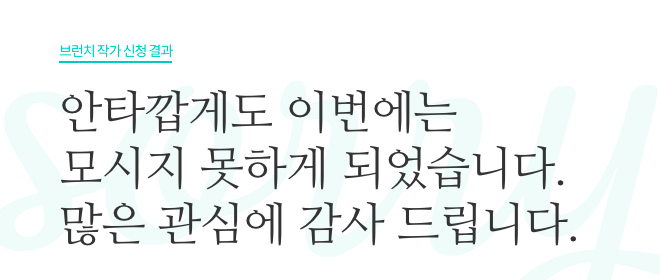 브런치 작가 신청 결과
안타깝게도 이번에는
모시지 못하게 되었습니다.
많은 관심에 감사 드립니다.
sorry